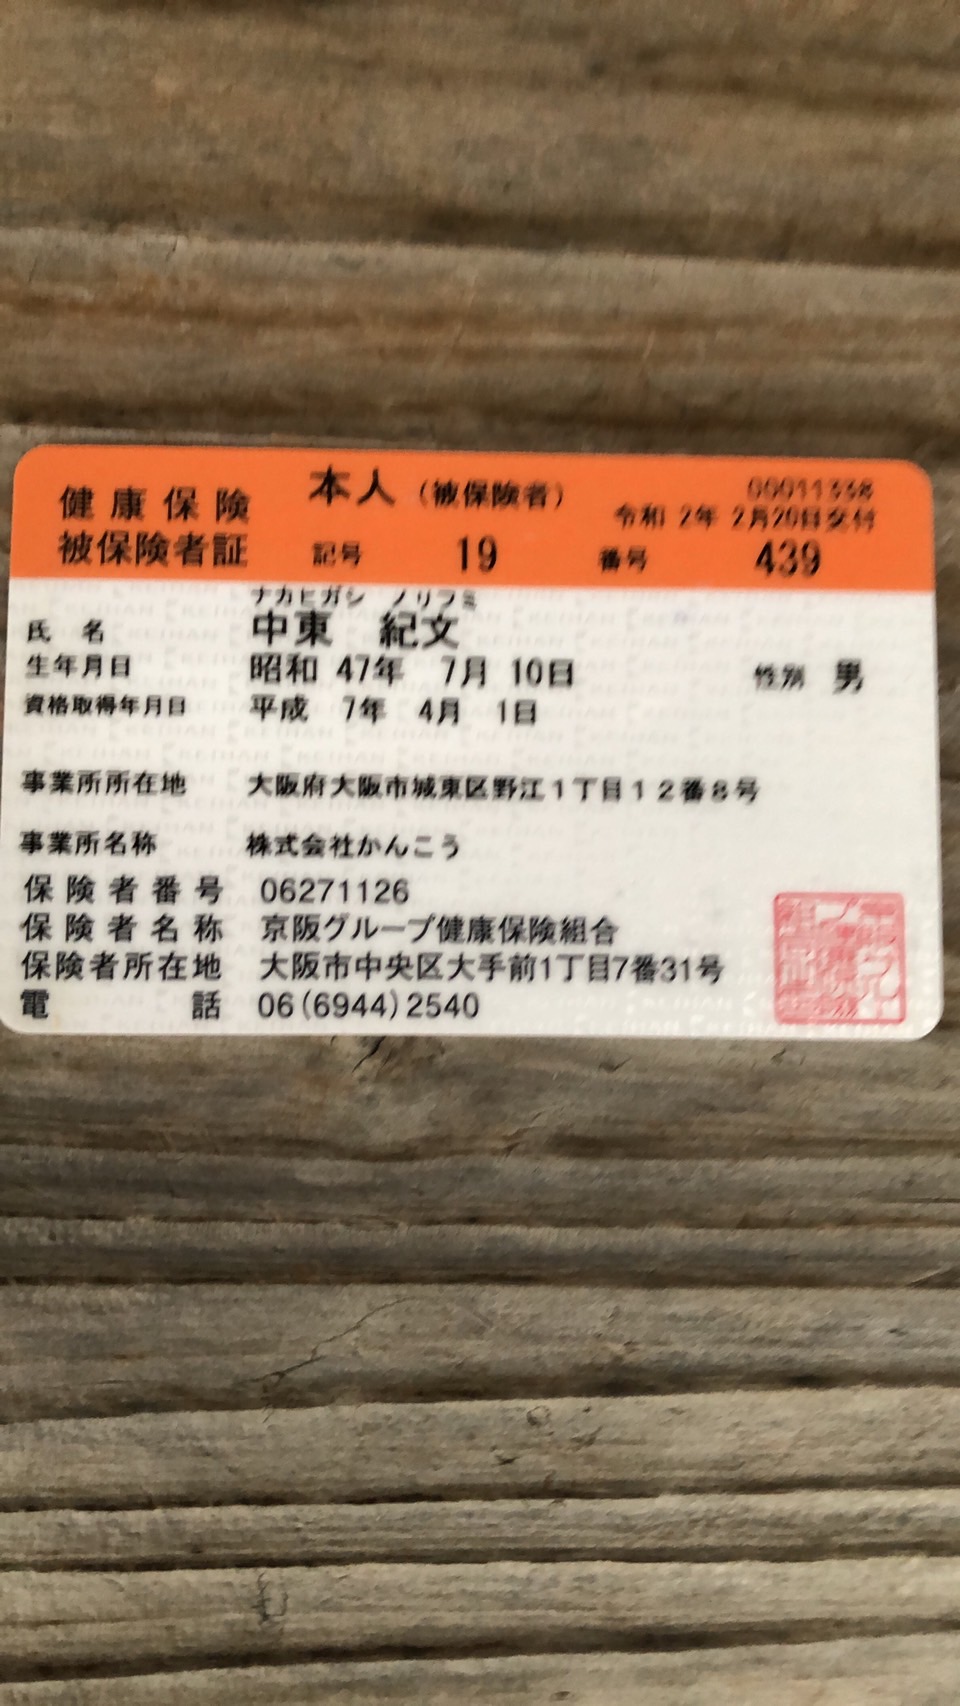 健康保険
被保険者証
本人（被保険者）
00011338
令和 2年 2月20日交付
記号 19 番号 439
ナカヒガシ ノリフミ
氏名 中東 紀文
生年月日 昭和 47年 7月 10日 性別 男
資格取得年月日 平成 7年 4月 1日
事業所所在地 大阪府大阪市城東区野江１丁目１２番８号
事業所名称 株式会社かんこう
保険者番号 06271126
保険者名称 京阪グループ健康保険組合
保険者所在地 大阪市中央区大手前1丁目7番31号
電話 06(6944)2540